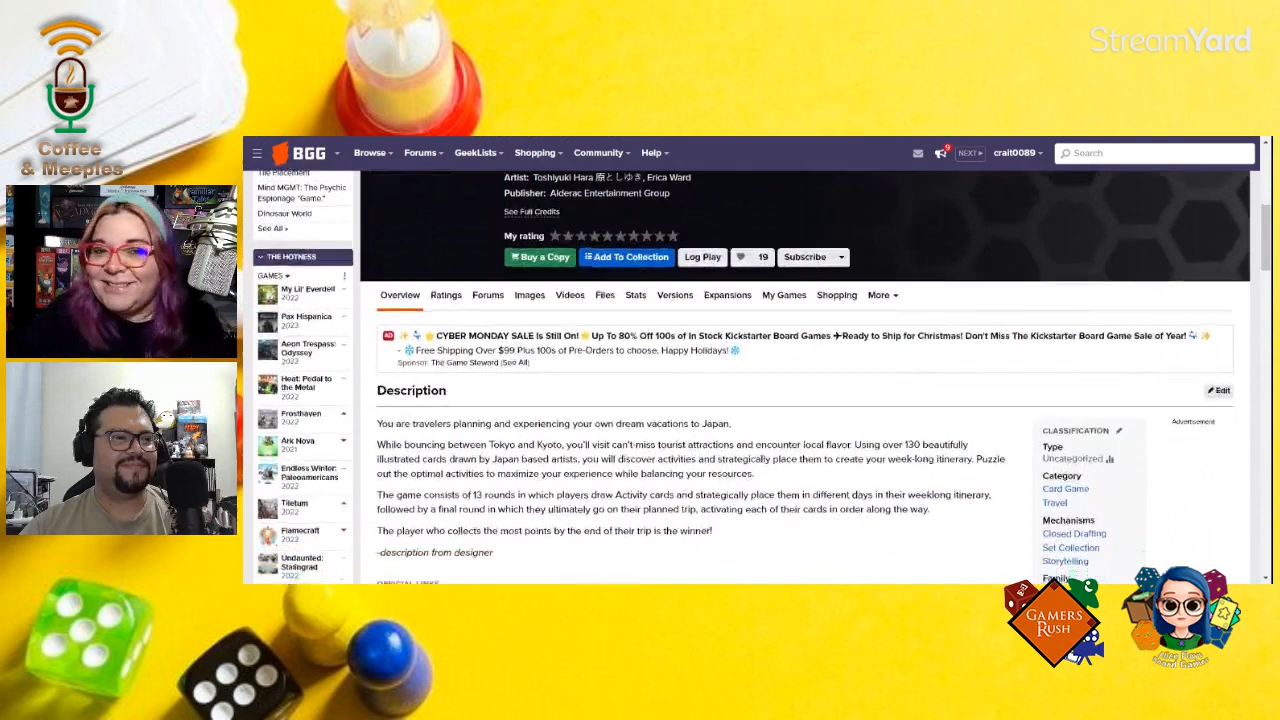 StreamYard
Coffee
& Meeples
BGG
Browse
Forums
GeekLists
Shopping
Community
Help
9
NEXT
crait0089
Search
Tile Placement
Mind MGMT: The Psychic
Espionage "Game."
Dinosaur World
See All »
THE HOTNESS
GAMES
My Lil' Everdell
2022
Pax Hispanica
2023
Aeon Trespass:
Odyssey
2022
Heat: Pedal to
the Metal
2022
Frosthaven
2022
Ark Nova
2021
Endless Winter:
Paleoamericans
2022
Tiletum
2022
Flamecraft
2022
Undaunted:
Stalingrad
2022
Artist: Toshiyuki Hara 原としゆき, Erica Ward
Publisher: Alderac Entertainment Group
See Full Credits
My rating
Buy a Copy
Add To Collection
Log Play
19
Subscribe
Overview Ratings Forums Images Videos Files Stats Versions Expansions My Games Shopping More
AD CYBER MONDAY SALE Is Still On! Up To 80% Off 100s of In Stock Kickstarter Board Games ✈Ready to Ship for Christmas! Don't Miss The Kickstarter Board Game Sale of Year!
- Free Shipping Over $99 Plus 100s of Pre-Orders to choose. Happy Holidays!
Sponsor: The Game Steward (See All)
Description
Edit
You are travelers planning and experiencing your own dream vacations to Japan,
While bouncing between Tokyo and Kyoto, you'll visit can't-miss tourist attractions and encounter local flavor. Using over 130 beautifully
illustrated cards drawn by Japan based artists, you will discover activities and strategically place them to create your week-long itinerary. Puzzle
out the optimal activities to maximize your experience while balancing your resources.
The game consists of 13 rounds in which players draw Activity cards and strategically place them in different days in their weeklong itinerary,
followed by a final round in which they ultimately go on their planned trip, activating each of their cards in order along the way.
The player who collects the most points by the end of their trip is the winner!
-description from designer
OFFICIAL LINKS
CLASSIFICATION
Type
Uncategorized
Category
Card Game
Travel
Mechanisms
Closed Drafting
Set Collection
Storytelling
Family
Advertisement
GAMERS
RUSH
Board Games